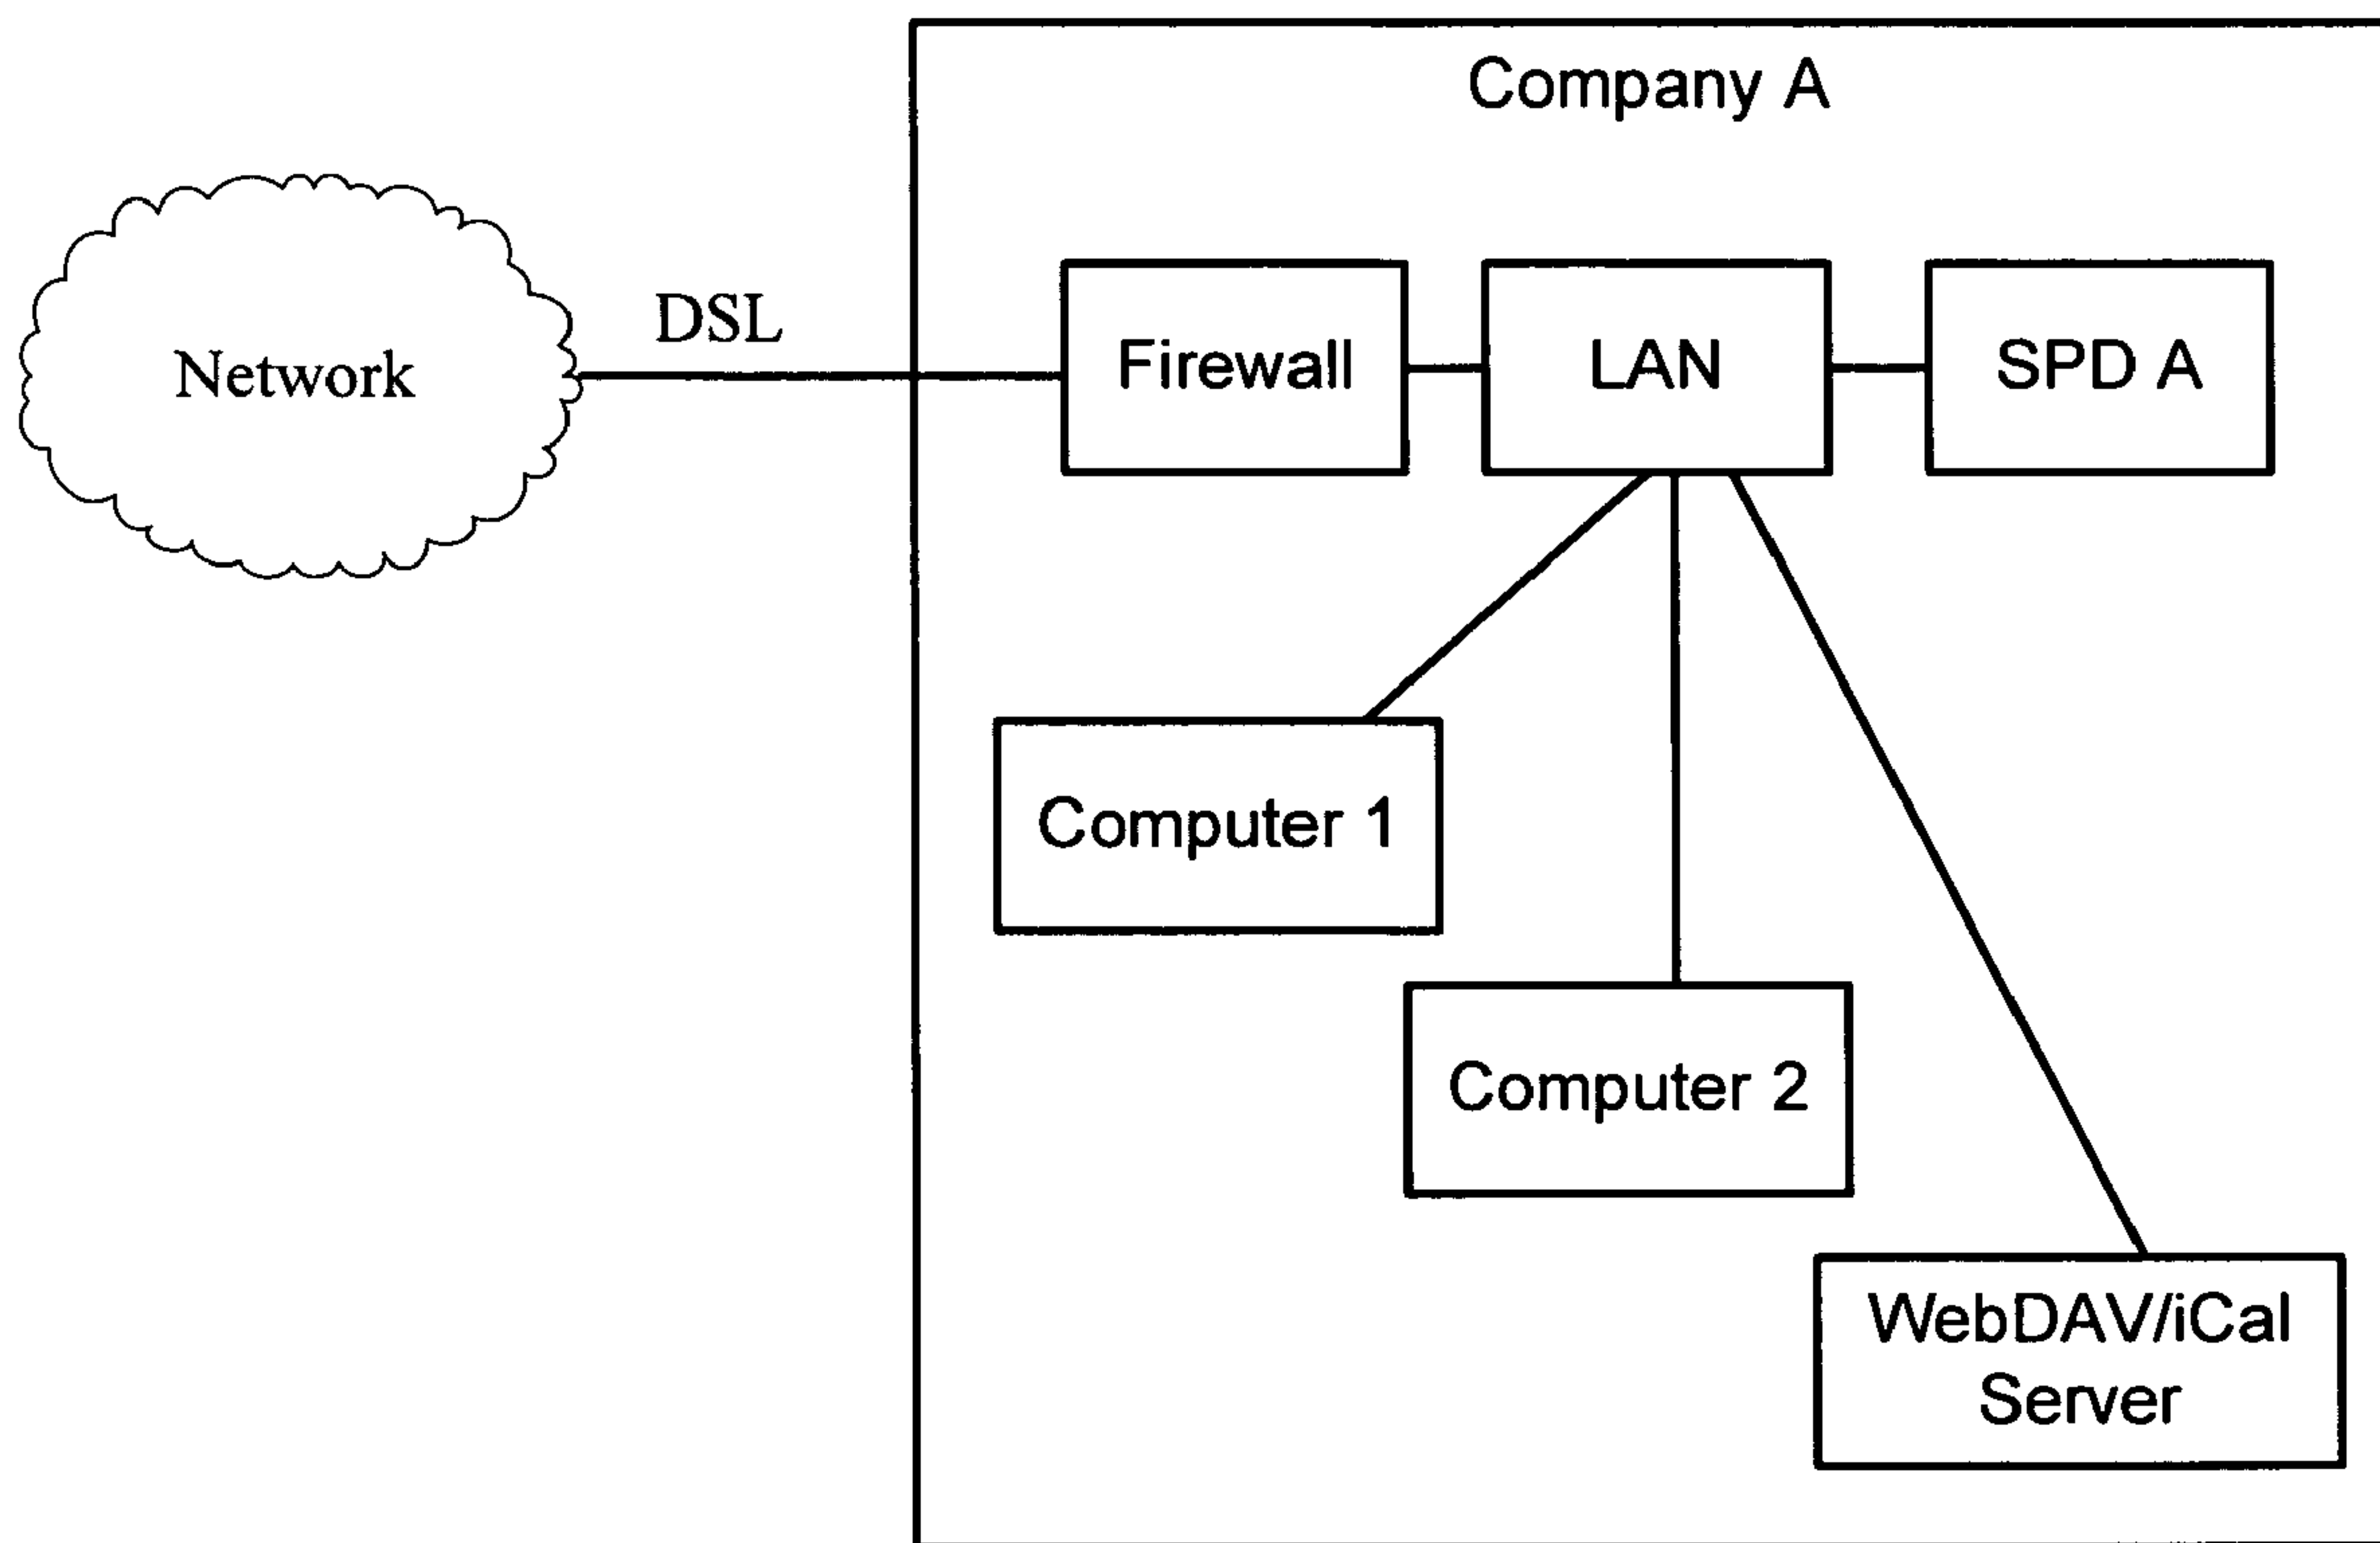 Company A
DSL
Network
Firewall
LAN
SPD A
Computer 1
Computer 2
WebDAV/iCal
Server